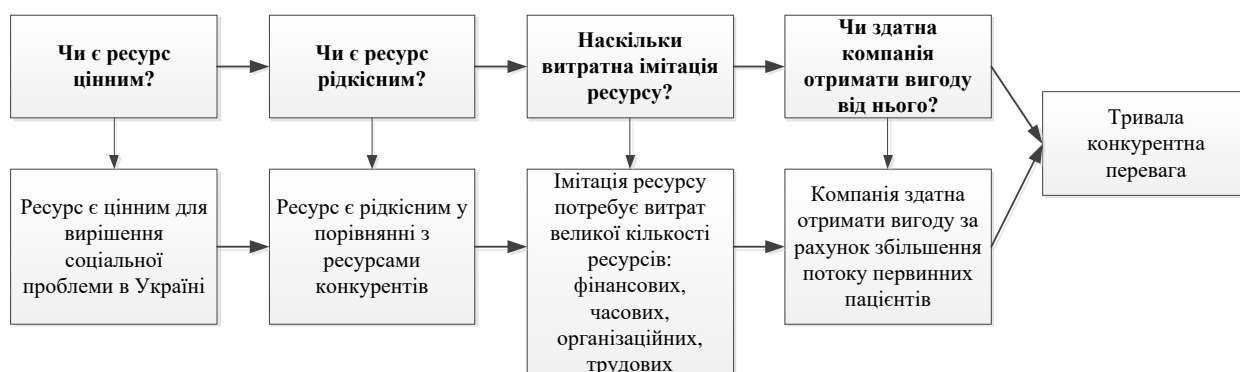 Чи є ресурс
цінним?
Чи є ресурс
рідкісним?
Наскільки
витратна імітація
ресурсу?
Чи здатна
компанія
отримати вигоду
від нього?
Тривала
конкурентна
перевага
Ресурс є цінним для
вирішення
соціальної
проблеми в Україні
Ресурс є рідкісним у
порівнянні з
ресурсами
конкурентів
Імітація ресурсу
потребує витрат
великої кількості
ресурсів:
фінансових,
часових,
організаційних,
трудових
Компанія здатна
отримати вигоду за
рахунок збільшення
потоку первинних
пацієнтів